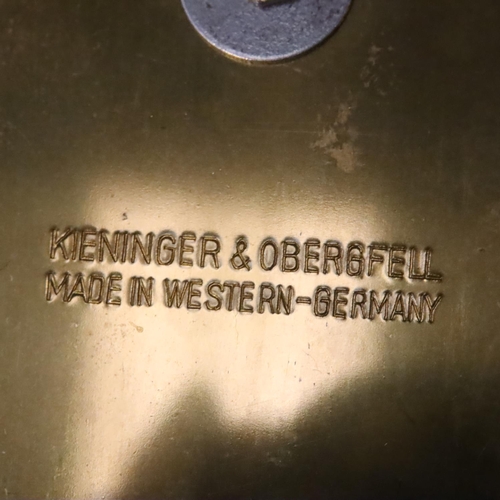 KIENINGER & OBERGFELL
MADE IN WESTERN-GERMANY